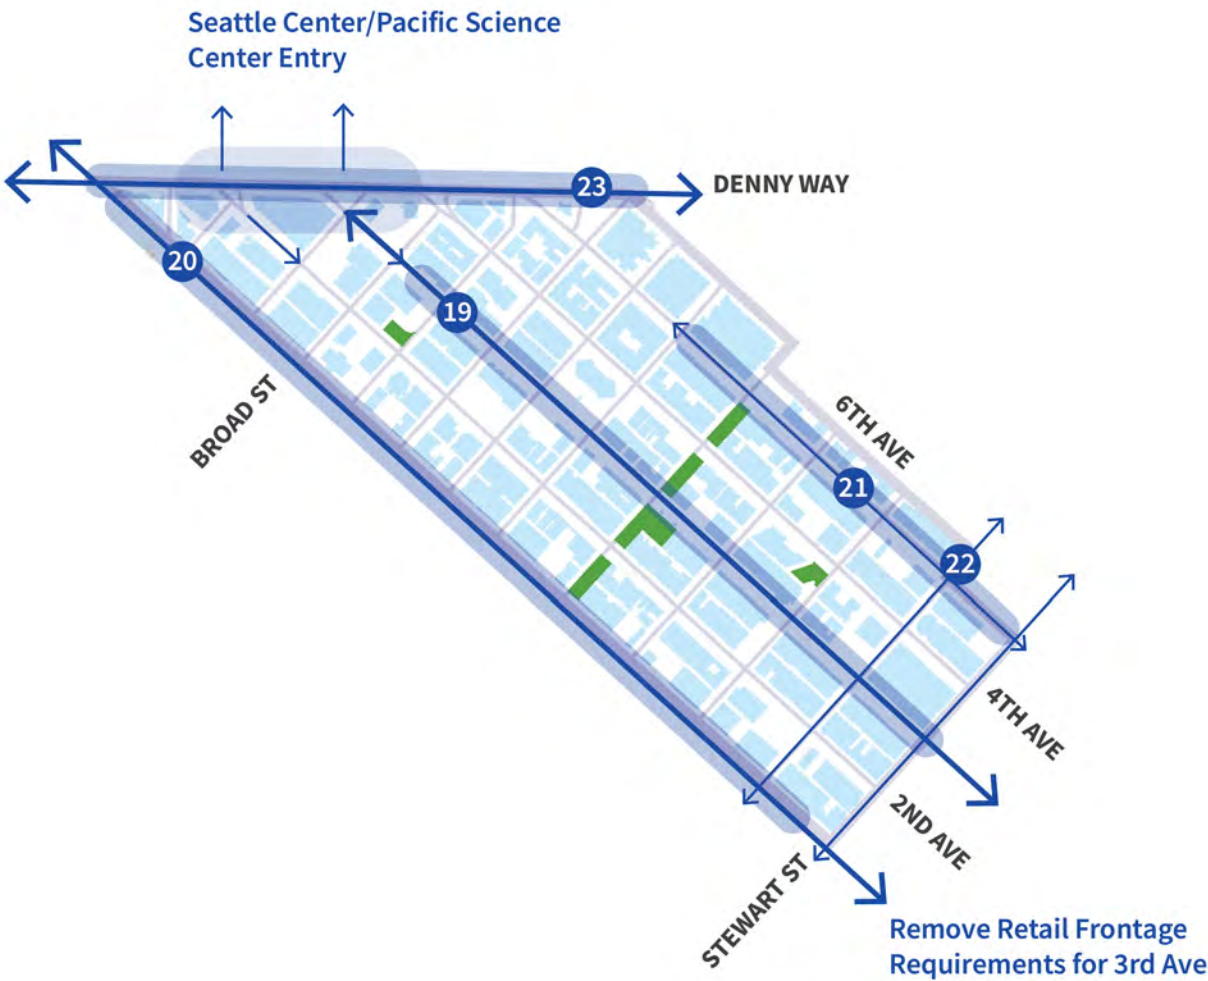 Seattle Center/Pacific Science
Center Entry
23
DENNY WAY
20
19
BROAD ST
6TH AVE
21
22
4TH AVE
2ND AVE
STEWART ST
Remove Retail Frontage
Requirements for 3rd Ave